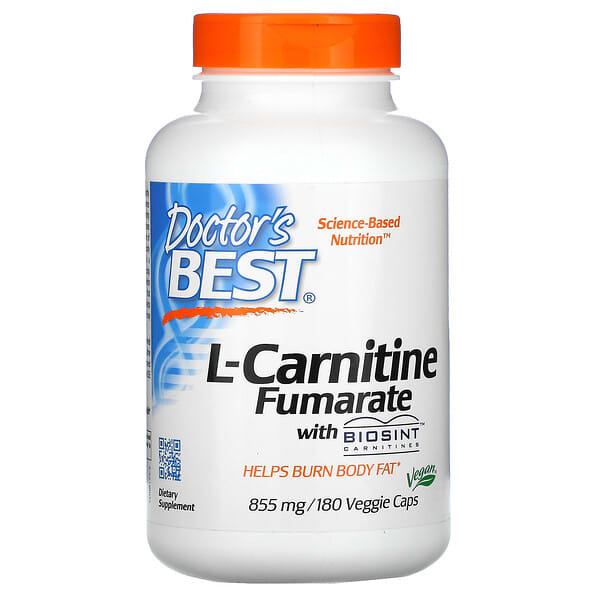 Doctor's
BEST®
Science-Based
Nutrition™
L-Carnitine
Fumarate
with BIOSINT™
CARNITINES
HELPS BURN BODY FAT*
Vegan
Dietary
Supplement
855 mg/180 Veggie Caps